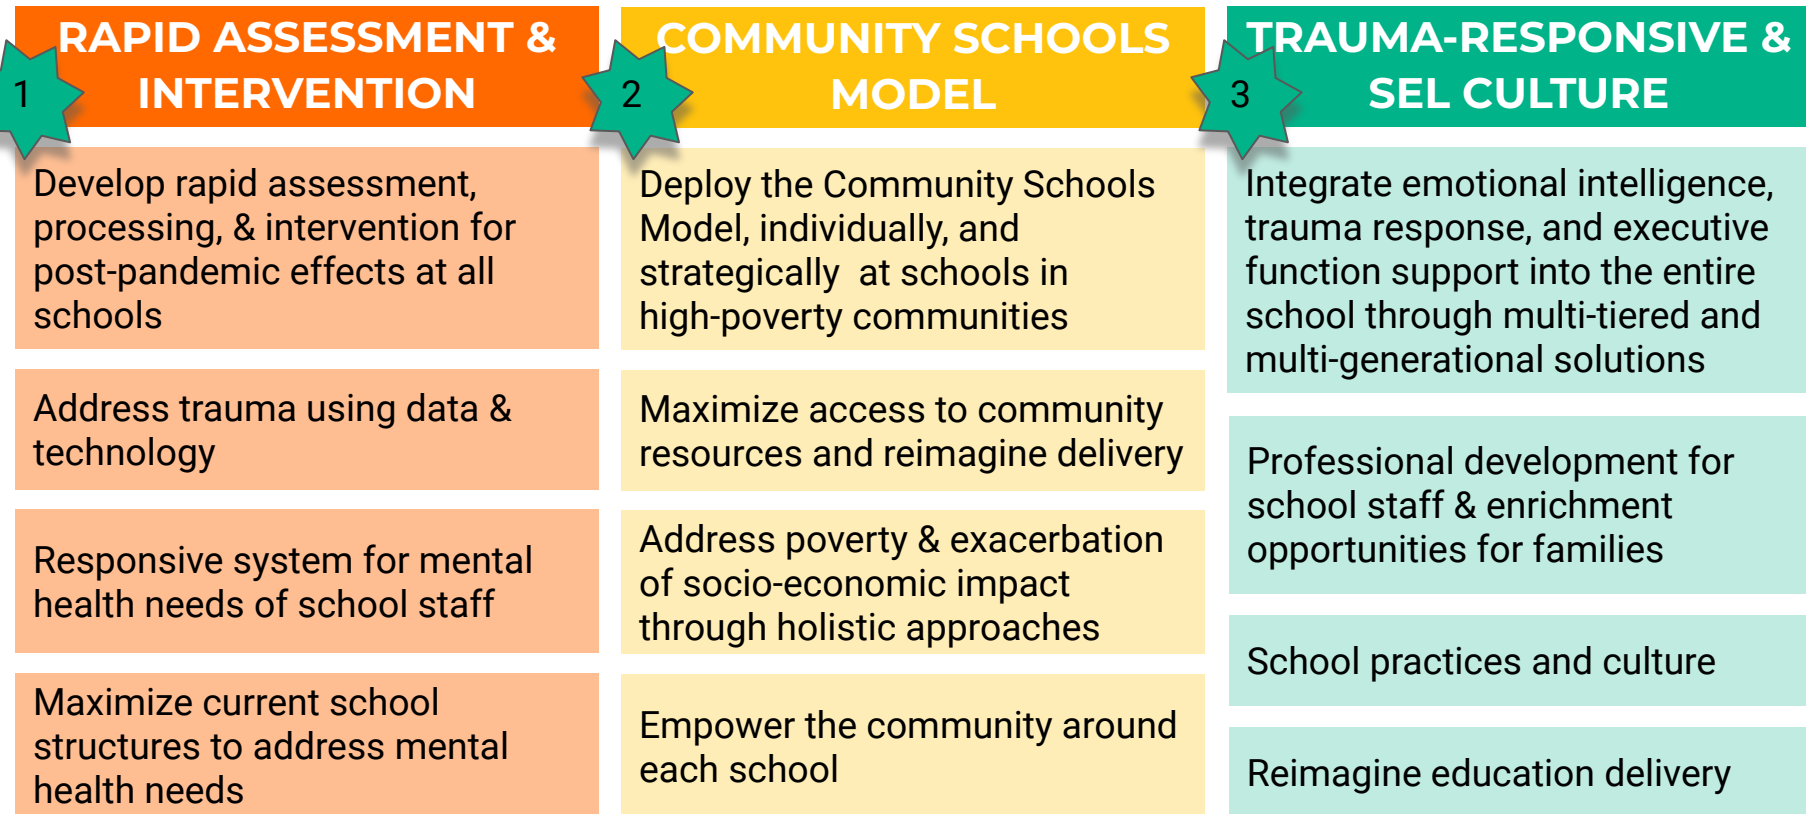 RAPID ASSESSMENT &
INTERVENTION
1
Develop rapid assessment,
processing, & intervention for
post-pandemic effects at all
schools
Address trauma using data &
technology
Responsive system for mental
health needs of school staff
Maximize current school
structures to address mental
health needs
COMMUNITY SCHOOLS
MODEL
2
Deploy the Community Schools
Model, individually, and
strategically  at schools in
high-poverty communities
Maximize access to community
resources and reimagine delivery
Address poverty & exacerbation
of socio-economic impact
through holistic approaches
Empower the community around
each school
TRAUMA-RESPONSIVE &
SEL CULTURE
3
Integrate emotional intelligence,
trauma response, and executive
function support into the entire
school through multi-tiered and
multi-generational solutions
Professional development for
school staff & enrichment
opportunities for families
School practices and culture
Reimagine education delivery